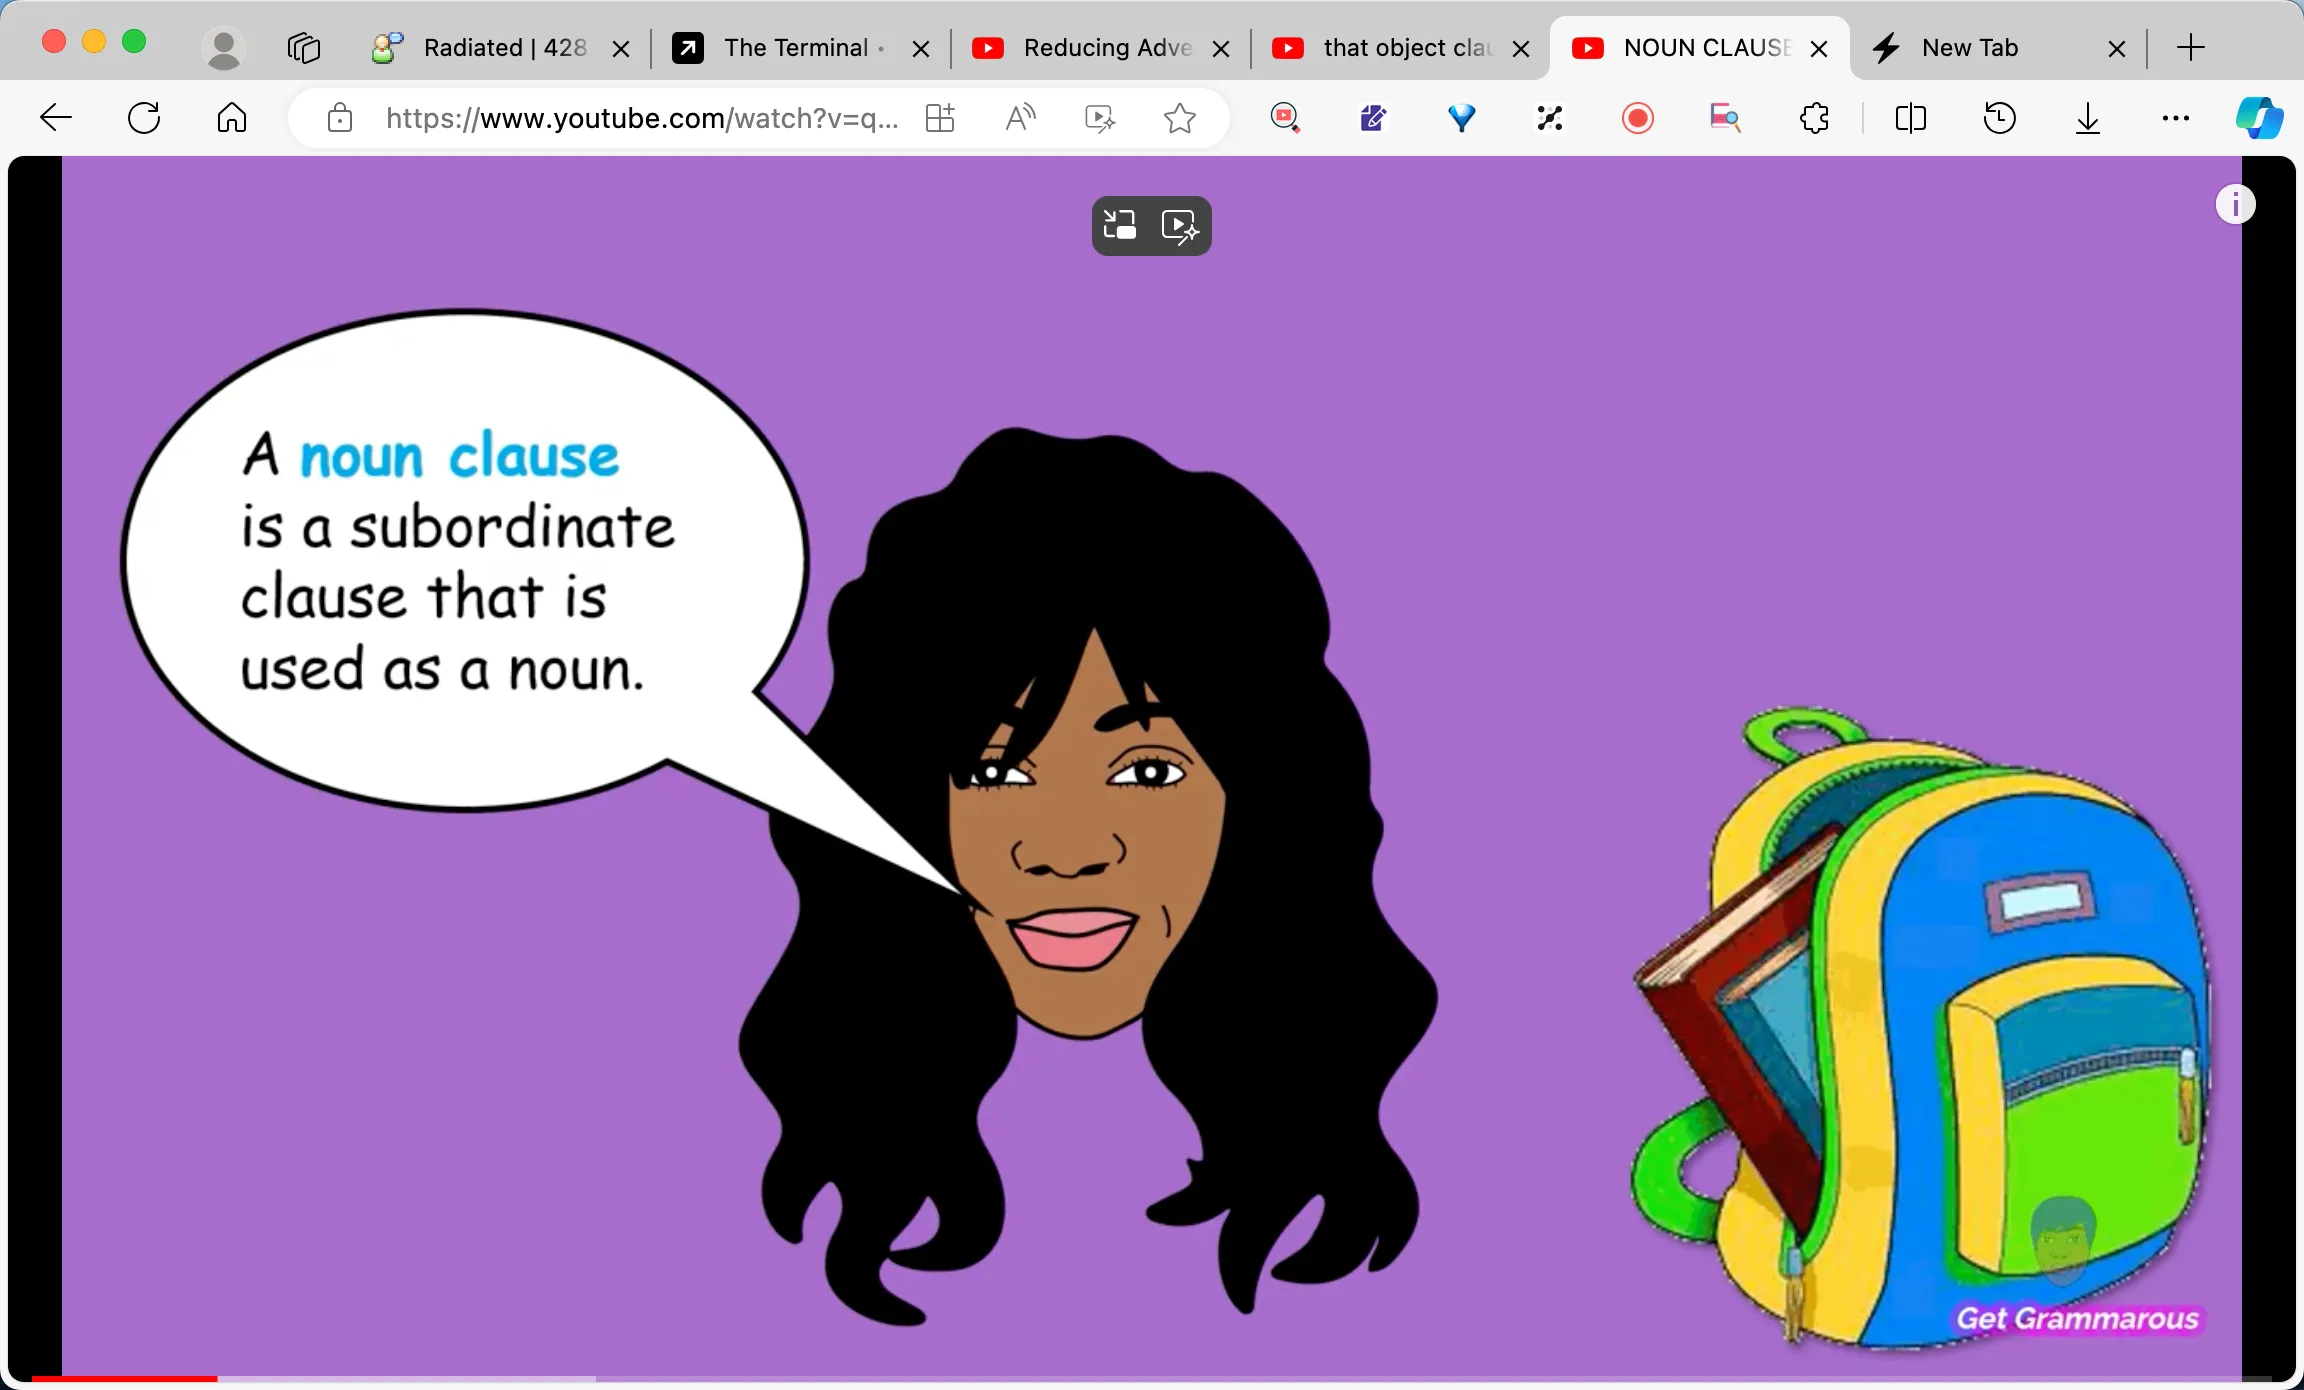 Radiated | 428
The Terminal •
Reducing Adve
that object clau
NOUN CLAUSE
New Tab
https://www.youtube.com/watch?v=q...
A noun clause
is a subordinate
clause that is
used as a noun.
Get Grammarous